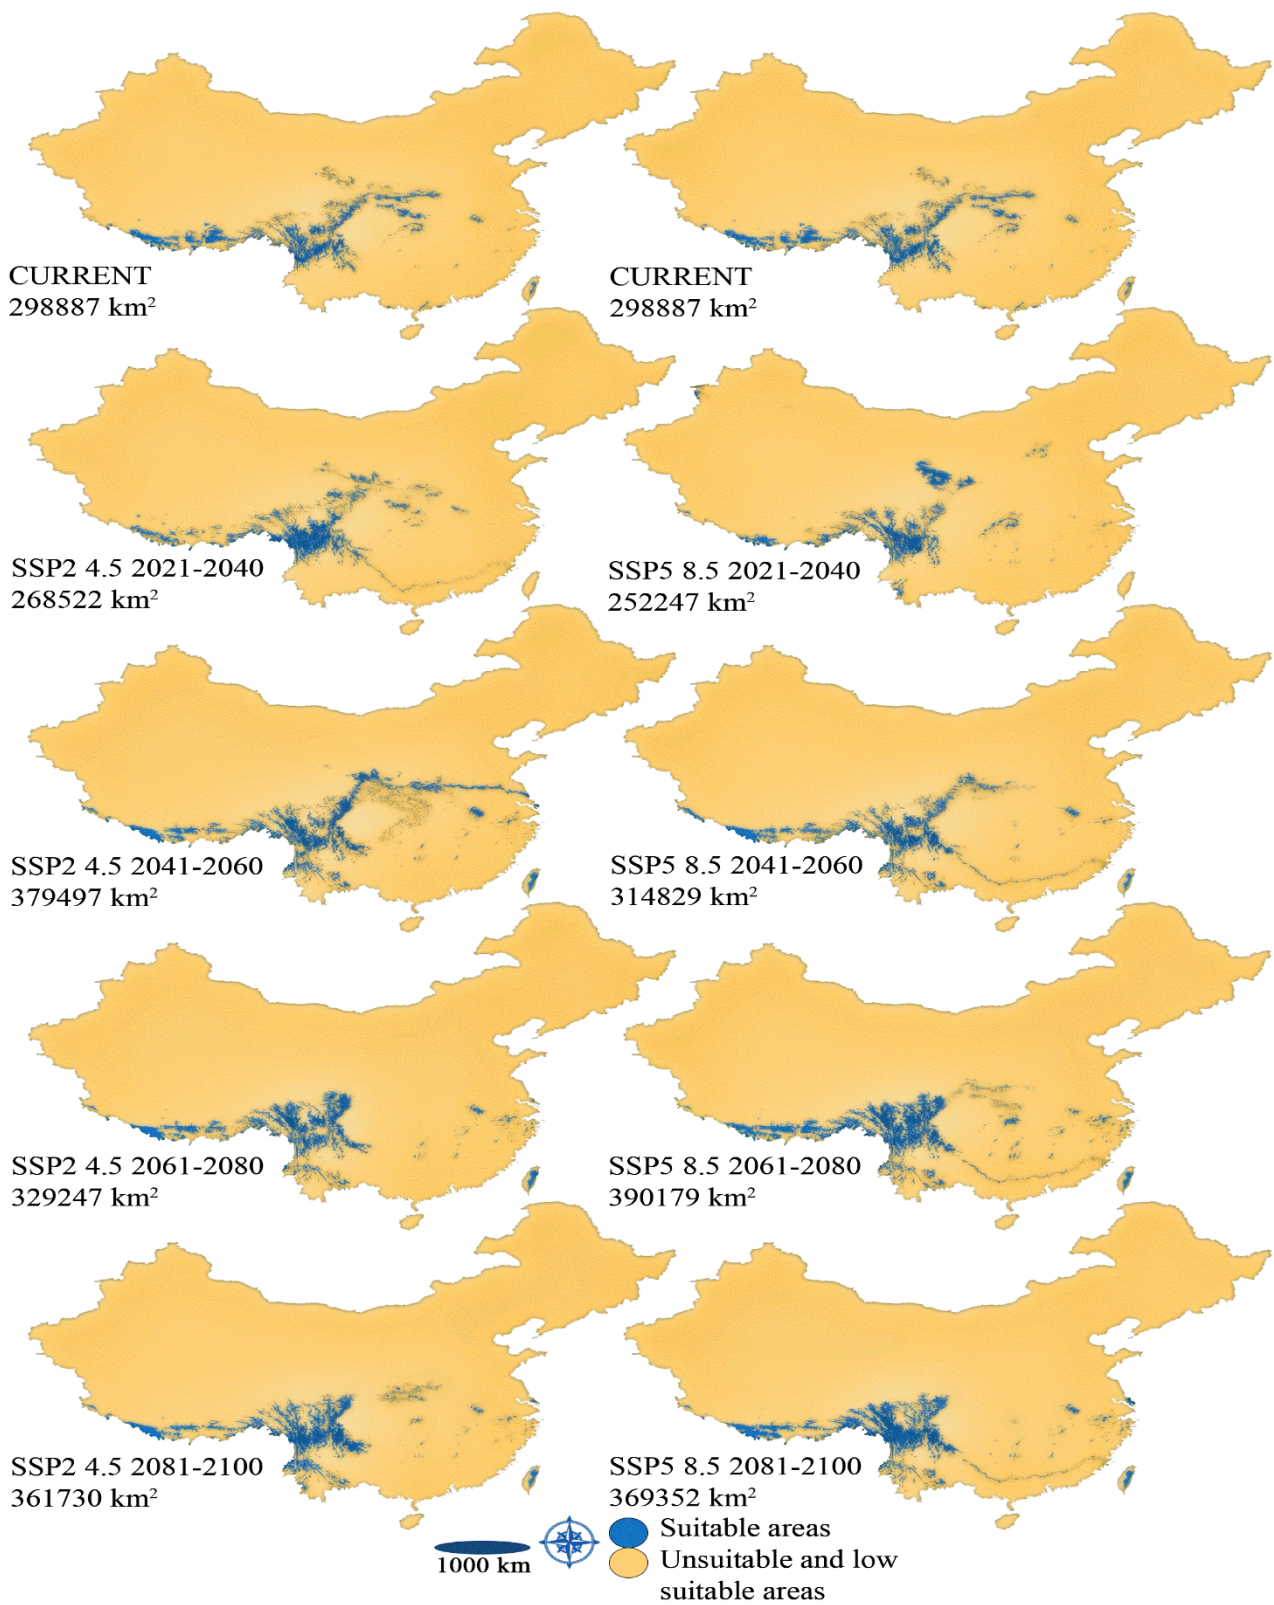 CURRENT
298887 km²
CURRENT
298887 km²
SSP2 4.5 2021-2040
268522 km²
SSP5 8.5 2021-2040
252247 km²
SSP2 4.5 2041-2060
379497 km²
SSP5 8.5 2041-2060
314829 km²
SSP2 4.5 2061-2080
329247 km²
SSP5 8.5 2061-2080
390179 km²
SSP2 4.5 2081-2100
361730 km²
SSP5 8.5 2081-2100
369352 km²
1000 km
Suitable areas
Unsuitable and low
suitable areas